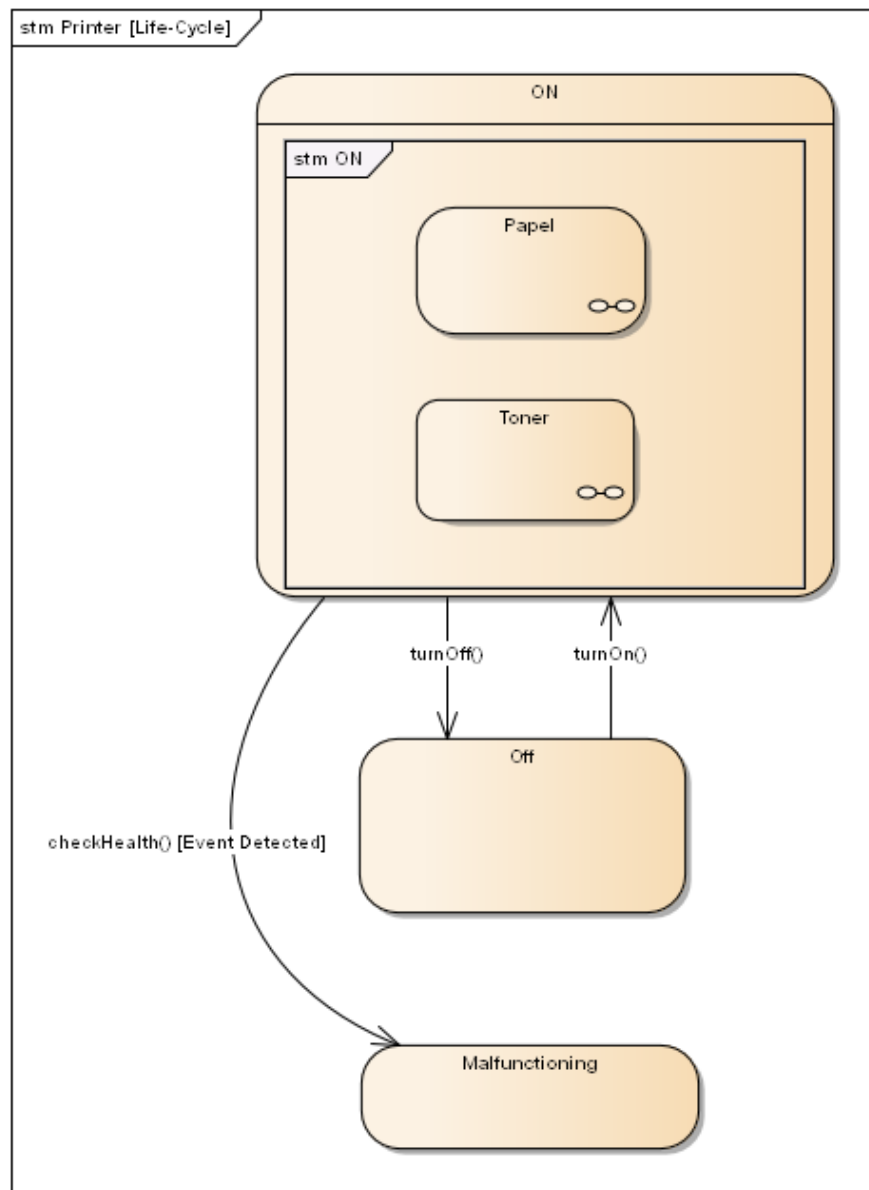 stm Printer [Life-Cycle]
ON
stm ON
Papel
Toner
turnOff()
turnOn()
Off
checkHealth() [Event Detected]
Malfunctioning